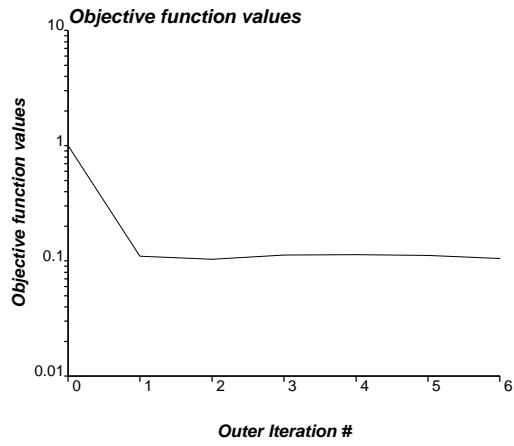 Objective function values
10
1
0.1
0.01
Objective function values
0 1 2 3 4 5 6
Outer Iteration #